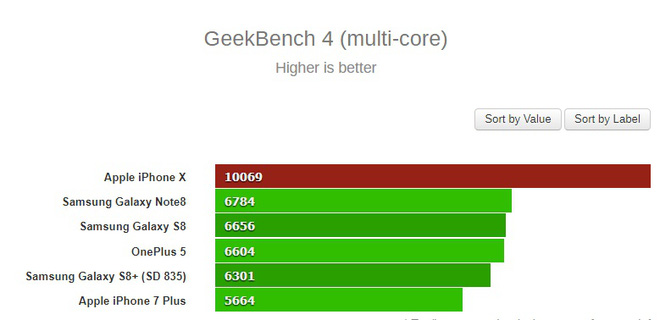 GeekBench 4 (multi-core)
Higher is better
Sort by Value Sort by Label
Apple iPhone X 10069
Samsung Galaxy Note8 6784
Samsung Galaxy S8 6656
OnePlus 5 6604
Samsung Galaxy S8+ (SD 835) 6301
Apple iPhone 7 Plus 5664